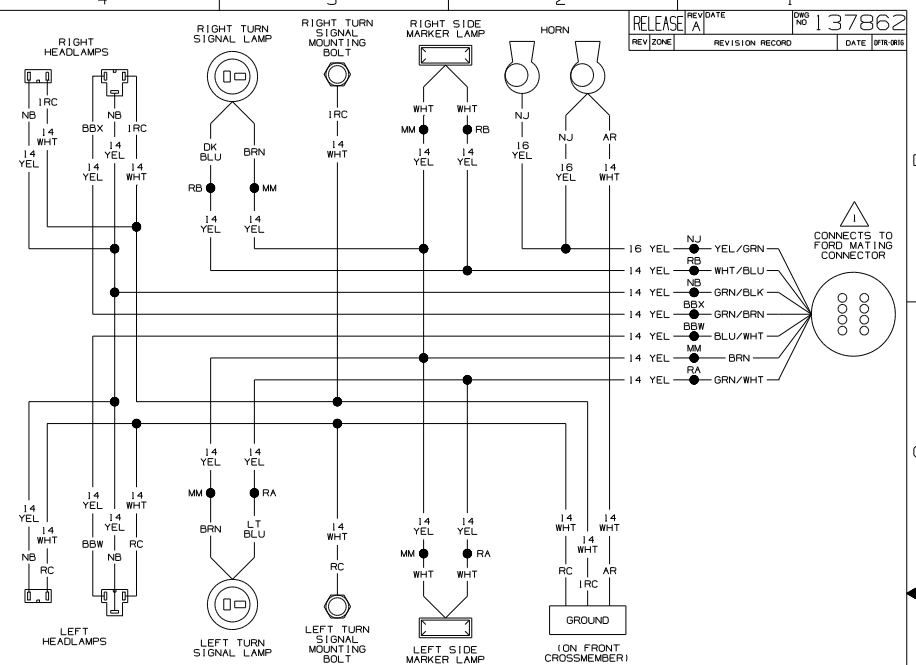 4
3
2
1
RELEASE
REV A
DATE
DWG NO 137862
REV ZONE REVISION RECORD DATE DFTR-ORIG
RIGHT
HEADLAMPS
RIGHT TURN
SIGNAL LAMP
RIGHT TURN
SIGNAL
MOUNTING
BOLT
RIGHT SIDE
MARKER LAMP
HORN
NB
1RC
14
YEL
14
WHT
BBX
NB
1RC
14
YEL
14
YEL
14
WHT
DK
BLU
BRN
RB
MM
14
YEL
14
YEL
1RC
14
WHT
WHT
WHT
MM
RB
14
YEL
14
YEL
NJ
16
YEL
NJ
AR
16
YEL
14
WHT
D
1
CONNECTS TO
FORD MATING
CONNECTOR
16 YEL NJ YEL/GRN
14 YEL RB WHT/BLU
14 YEL NB GRN/BLK
14 YEL BBX GRN/BRN
14 YEL BBW BLU/WHT
14 YEL MM BRN
14 YEL RA GRN/WHT
C
14
YEL
14
WHT
NB
RC
14
YEL
14
YEL
14
WHT
BBW
NB
RC
14
YEL
14
YEL
MM
RA
BRN
LT
BLU
14
WHT
RC
14
YEL
14
YEL
MM
RA
WHT
WHT
14
WHT
14
WHT
14
WHT
RC
1RC
AR
GROUND
(ON FRONT
CROSSMEMBER)
LEFT
HEADLAMPS
LEFT TURN
SIGNAL LAMP
LEFT TURN
SIGNAL
MOUNTING
BOLT
LEFT SIDE
MARKER LAMP